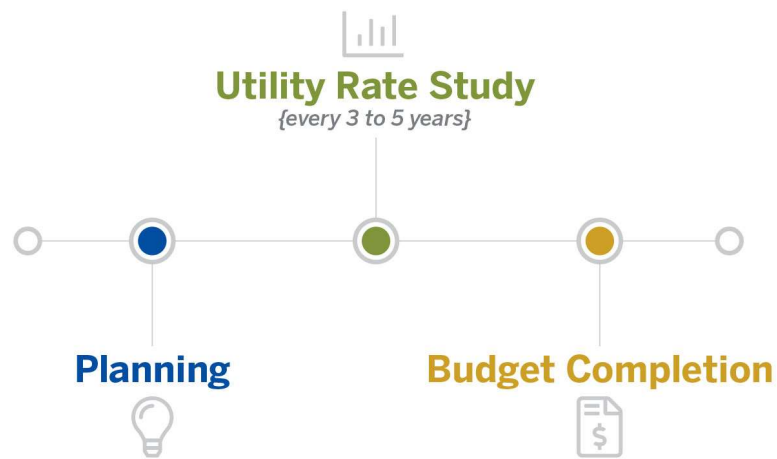 Utility Rate Study
{every 3 to 5 years}
Planning
Budget Completion
$